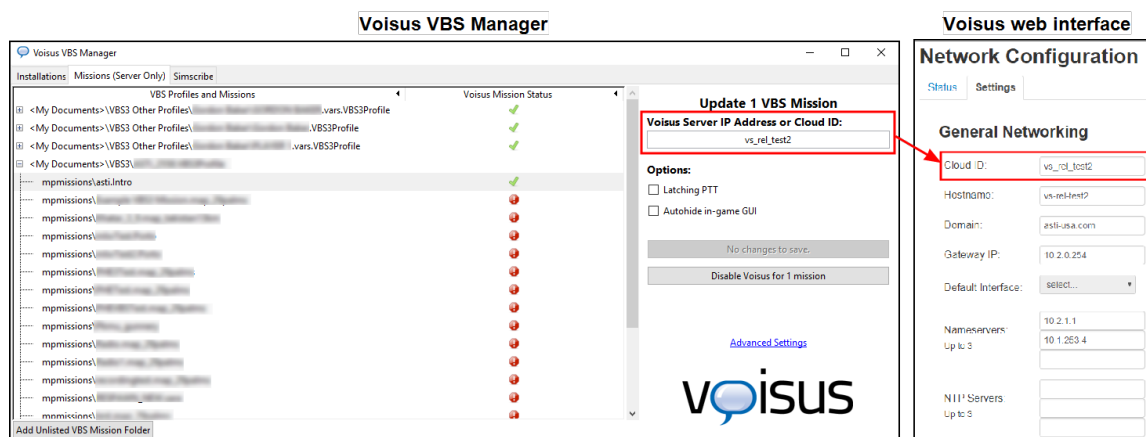 Voisus VBS Manager
Voisus VBS Manager
Installations Missions (Server Only) Simscribe
VBS Profiles and Missions
Voisus Mission Status
<My Documents>\VBS3 Other Profiles\ .vars.VBS3Profile
<My Documents>\VBS3 Other Profiles\ .VBS3Profile
<My Documents>\VBS3 Other Profiles\ .vars.VBS3Profile
<My Documents>\VBS3\
mpmissions\asti.Intro
mpmissions\
mpmissions\
mpmissions\
mpmissions\
mpmissions\
mpmissions\
mpmissions\
mpmissions\
mpmissions\
mpmissions\
mpmissions\
mpmissions\
mpmissions\
Add Unlisted VBS Mission Folder
Update 1 VBS Mission
Voisus Server IP Address or Cloud ID:
vs_rel_test2
Options:
Latching PTT
Autohide in-game GUI
No changes to save.
Disable Voisus for 1 mission
Advanced Settings
voisus
Voisus web interface
Network Configuration
Status Settings
General Networking
Cloud ID: vs_rel_test2
Hostname: vs-rel-test2
Domain: asti-usa.com
Gateway IP: 10.2.0.254
Default Interface: select...
Nameservers:
Up to 3
10.2.1.1
10.1.253.4
NTP Servers:
Up to 3